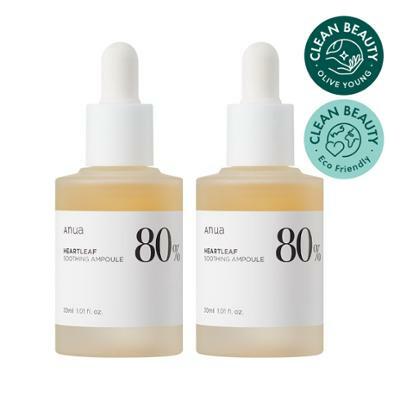 CLEAN BEAUTY
OLIVE YOUNG
CLEAN BEAUTY
Eco Friendly
Anua
HEARTLEAF 80%
SOOTHING AMPOULE
30ml 1.01 fl. oz.
Anua
HEARTLEAF 80%
SOOTHING AMPOULE
30ml 1.01 fl. oz.